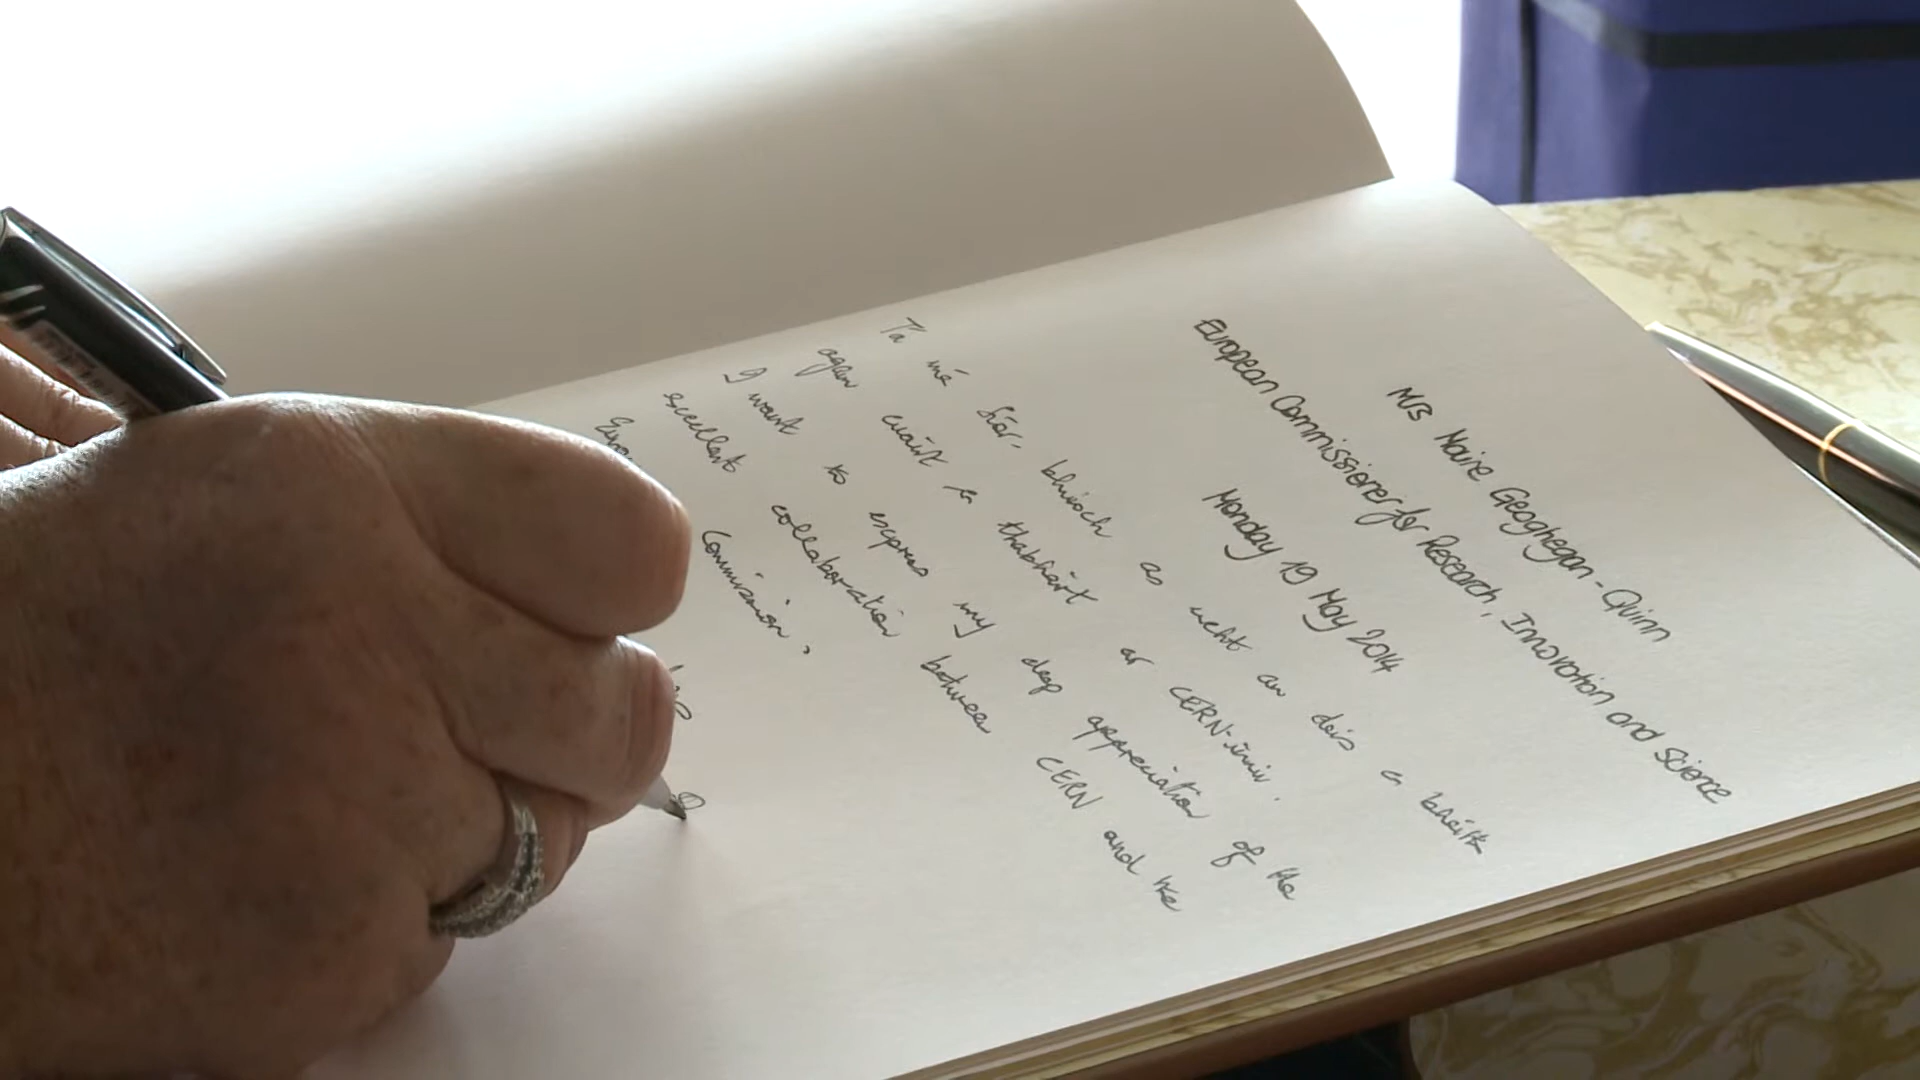 Mrs Maire Geoghegan-Quinn
European Commissioner for Research, Innovation and Science
Monday 19 May 2014
Tá mé fíor-bhuíoch as ucht an deis a bheith
agam cuairt a thabhairt ar CERN inniu.
I want to express my deep appreciation of the
excellent collaboration between CERN and the
Commission,